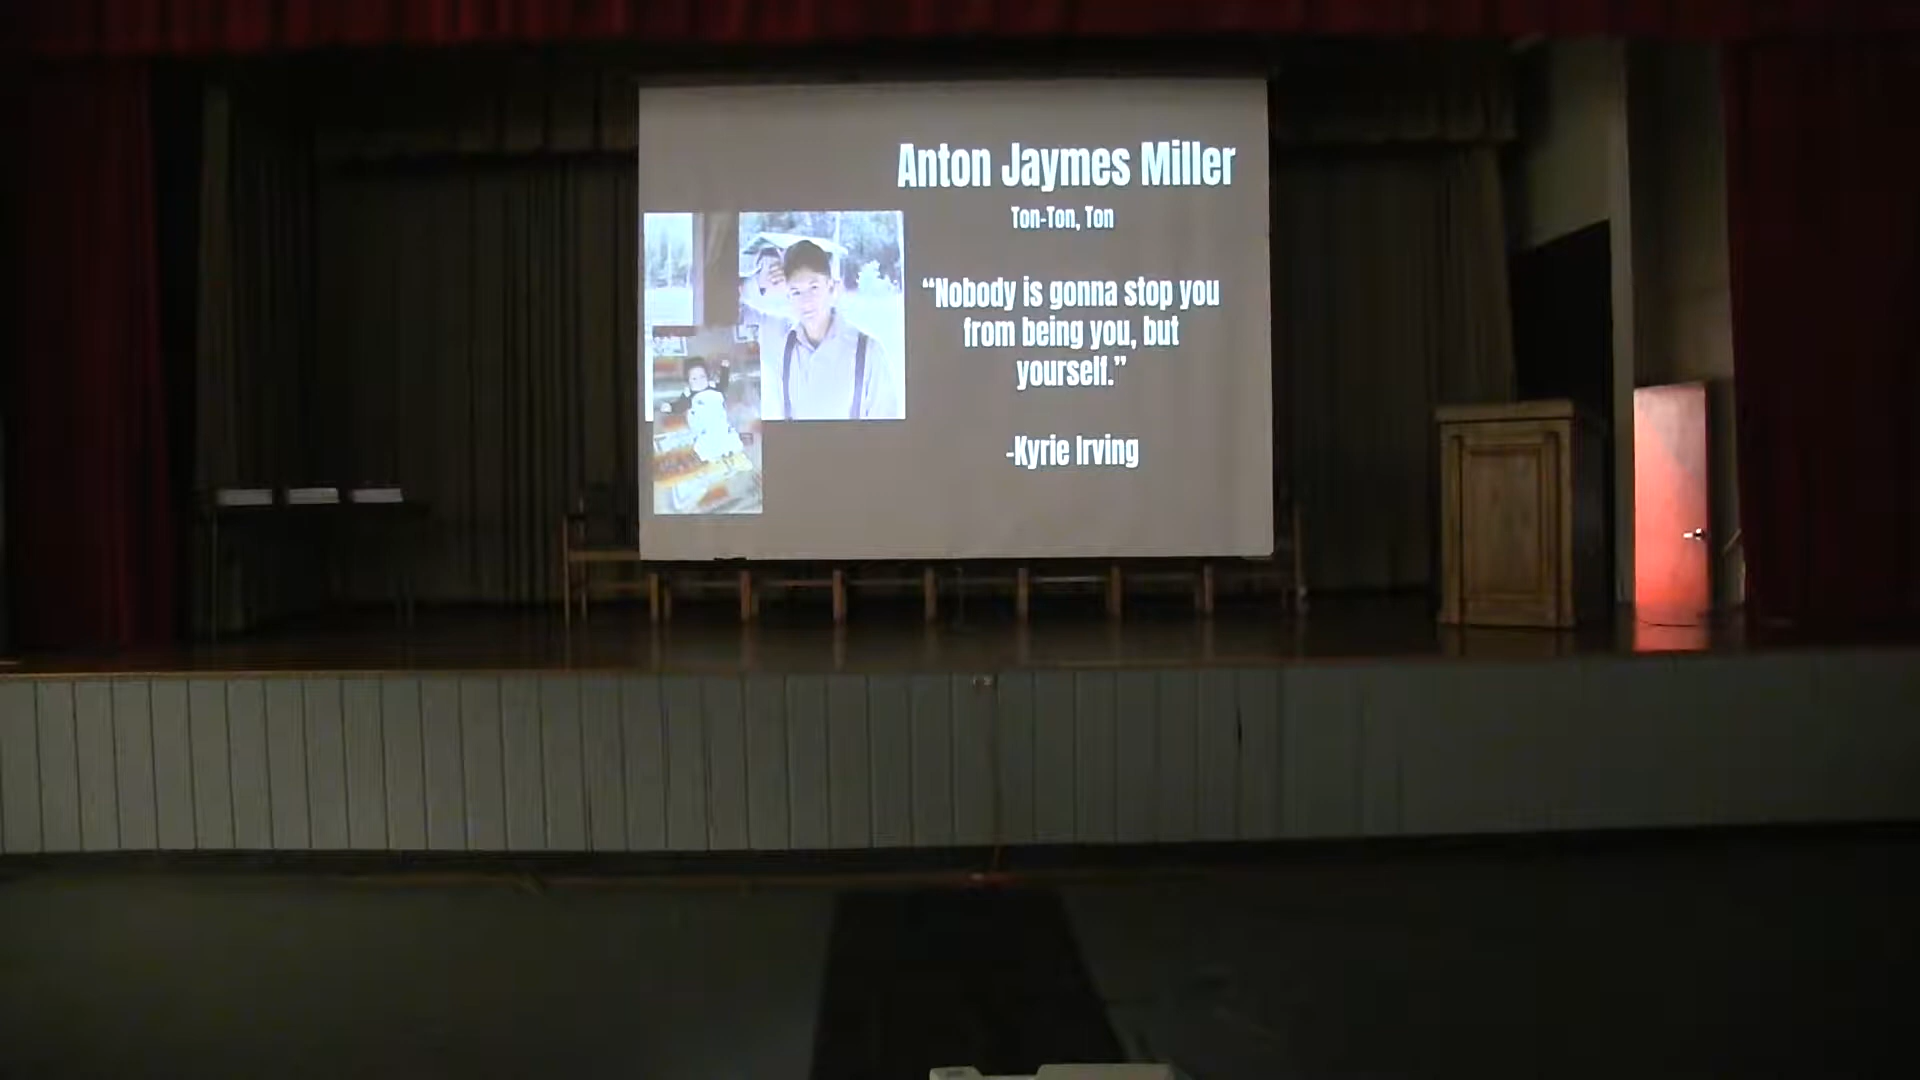 Anton Jaymes Miller
Ton-Ton, Ton
“Nobody is gonna stop you
from being you, but
yourself.”
-Kyrie Irving